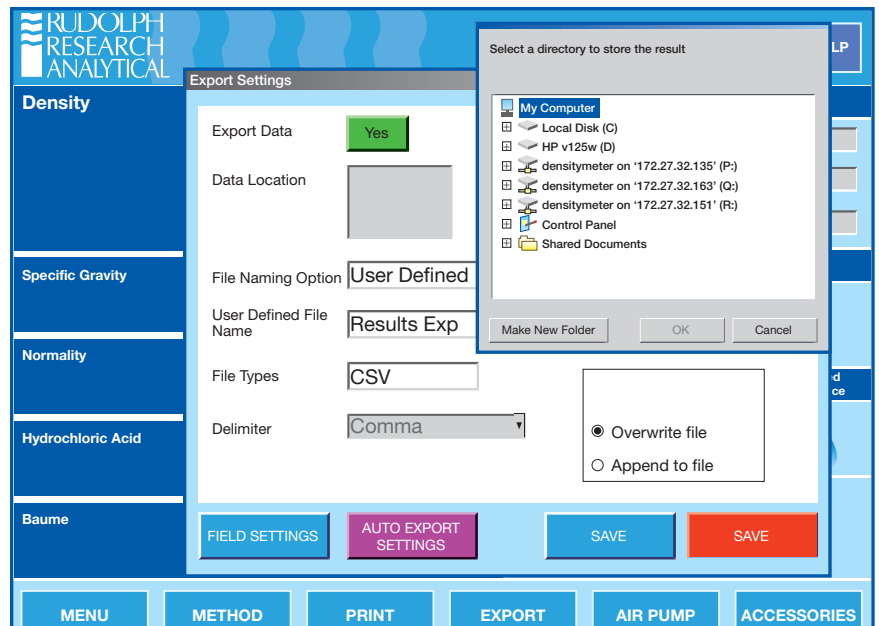 RUDOLPH
RESEARCH
ANALYTICAL
LP
Density
Specific Gravity
Normality
Hydrochloric Acid
Baume
Export Settings
Export Data
Yes
Data Location
File Naming Option
User Defined
User Defined File
Name
Results Exp
File Types
CSV
Delimiter
Comma
Overwrite file
Append to file
FIELD SETTINGS
AUTO EXPORT
SETTINGS
SAVE
SAVE
Select a directory to store the result
My Computer
Local Disk (C)
HP v125w (D)
densitymeter on ‘172.27.32.135’ (P:)
densitymeter on ‘172.27.32.163’ (Q:)
densitymeter on ‘172.27.32.151’ (R:)
Control Panel
Shared Documents
Make New Folder
OK
Cancel
ed
ce
MENU
METHOD
PRINT
EXPORT
AIR PUMP
ACCESSORIES